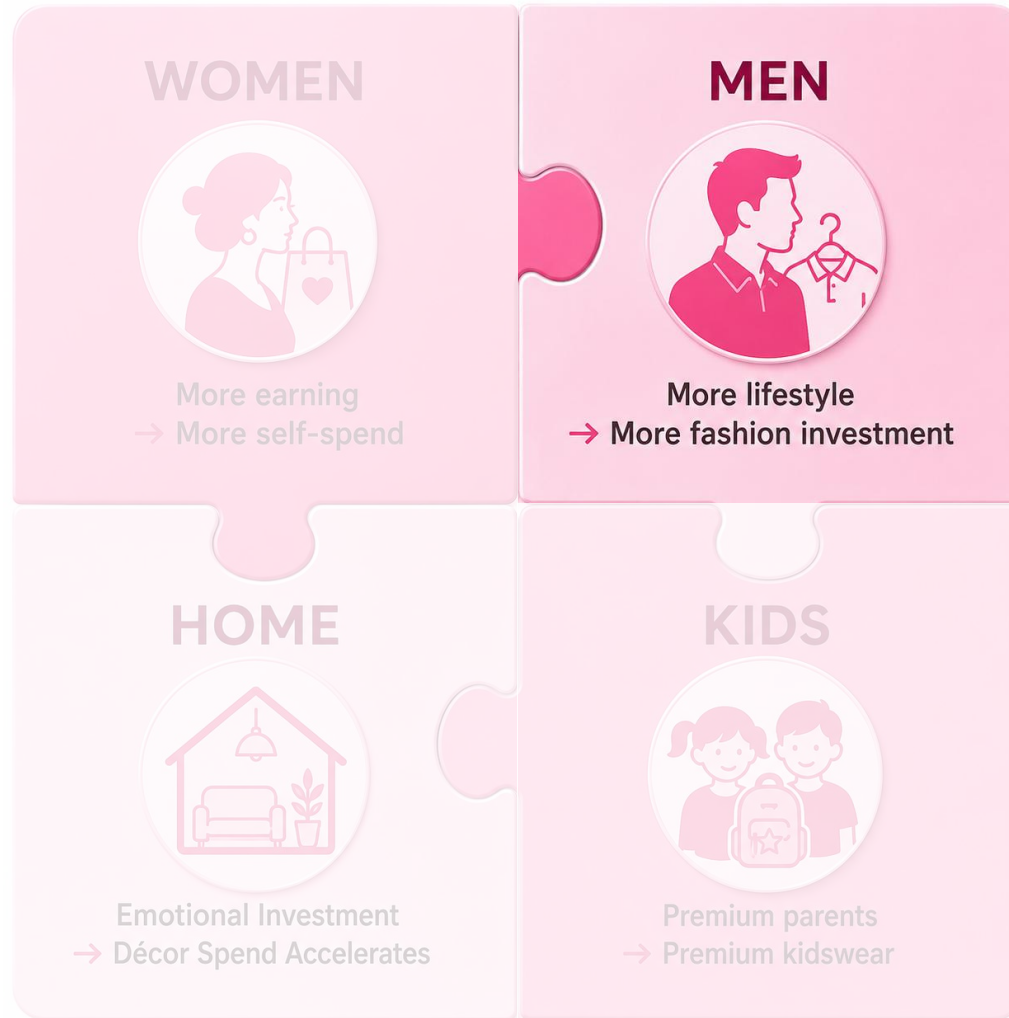 WOMEN
More earning
→ More self-spend
MEN
More lifestyle
→ More fashion investment
HOME
Emotional Investment
→ Décor Spend Accelerates
KIDS
Premium parents
→ Premium kidswear